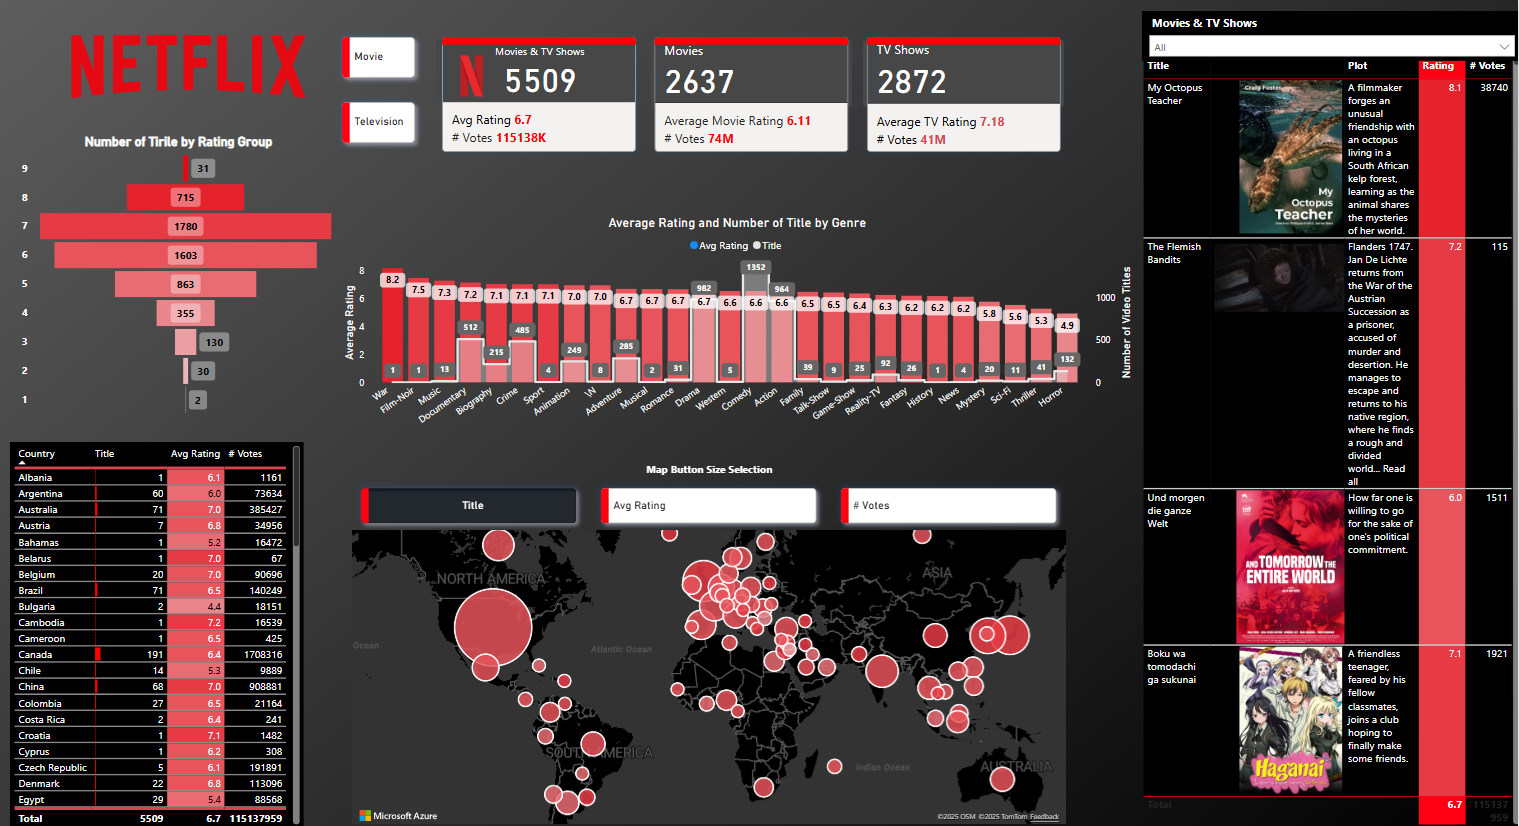 NETFLIX
Movie
Television
Movies & TV Shows
5509
Avg Rating 6.7
# Votes 115138K
Movies
2637
Average Movie Rating 6.11
# Votes 74M
TV Shows
2872
Average TV Rating 7.18
# Votes 41M
Number of Tirile by Rating Group
9 31
8 715
7 1780
6 1603
5 863
4 355
3 130
2 30
1 2
Average Rating and Number of Title by Genre
Avg Rating Title
Average Rating
8
6
4
2
0
Number of Video Titles
1000
500
0
8.2 7.5 7.3 7.2 7.1 7.1 7.1 7.0 7.0 6.7 6.7 6.7 6.7 6.6 6.6 6.6 6.5 6.5 6.4 6.3 6.2 6.2 6.2 5.8 5.6 5.3 4.9
1 1 13 512 215 485 4 249 8 285 2 31 982 5 1352 964 39 9 25 92 26 1 4 20 11 41 132
War Film-Noir Music Documentary Biography Crime Sport Animation \N Adventure Musical Romance Drama Western Comedy Action Family Talk-Show Game-Show Reality-TV Fantasy History News Mystery Sci-Fi Thriller Horror
Country Title Avg Rating # Votes
Albania 1 6.1 1161
Argentina 60 6.0 73634
Australia 71 7.0 385427
Austria 7 6.8 34956
Bahamas 1 5.2 16472
Belarus 1 7.0 67
Belgium 20 7.0 90696
Brazil 71 6.5 140249
Bulgaria 2 4.4 18151
Cambodia 1 7.2 16539
Cameroon 1 6.5 425
Canada 191 6.4 1708316
Chile 14 5.3 9889
China 68 7.0 908881
Colombia 27 6.5 21164
Costa Rica 2 6.4 241
Croatia 1 7.1 1482
Cyprus 1 6.2 308
Czech Republic 5 6.1 191891
Denmark 22 6.8 113096
Egypt 29 5.4 88568
Total 5509 6.7 115137959
Map Button Size Selection
Title
Avg Rating
# Votes
NORTH AMERICA
ASIA
Ocean
Atlantic Ocean
SOUTH AMERICA
Indian Ocean
AUSTRALIA
Microsoft Azure
©2025 OSM ©2025 TomTom Feedback
Movies & TV Shows
All
Title Plot Rating # Votes
My Octopus
Teacher
Craig Foster
My
Octopus
Teacher
A filmmaker
forges an
unusual
friendship with
an octopus
living in a
South African
kelp forest,
learning as the
animal shares
the mysteries
of her world.
8.1 38740
The Flemish
Bandits
Flanders 1747.
Jan De Lichte
returns from
the War of the
Austrian
Succession as
a prisoner,
accused of
murder and
desertion. He
manages to
escape and
returns to his
native region,
where he finds
a rough and
divided
world... Read
all
7.2 115
Und morgen
die ganze
Welt
AND TOMORROW THE
ENTIRE WORLD
How far one is
willing to go
for the sake of
one's political
commitment.
6.0 1511
Boku wa
tomodachi
ga sukunai
Haganai
A friendless
teenager,
feared by his
fellow
classmates,
joins a club
hoping to
finally make
some friends.
7.1 1921
Total 6.7 115137
959